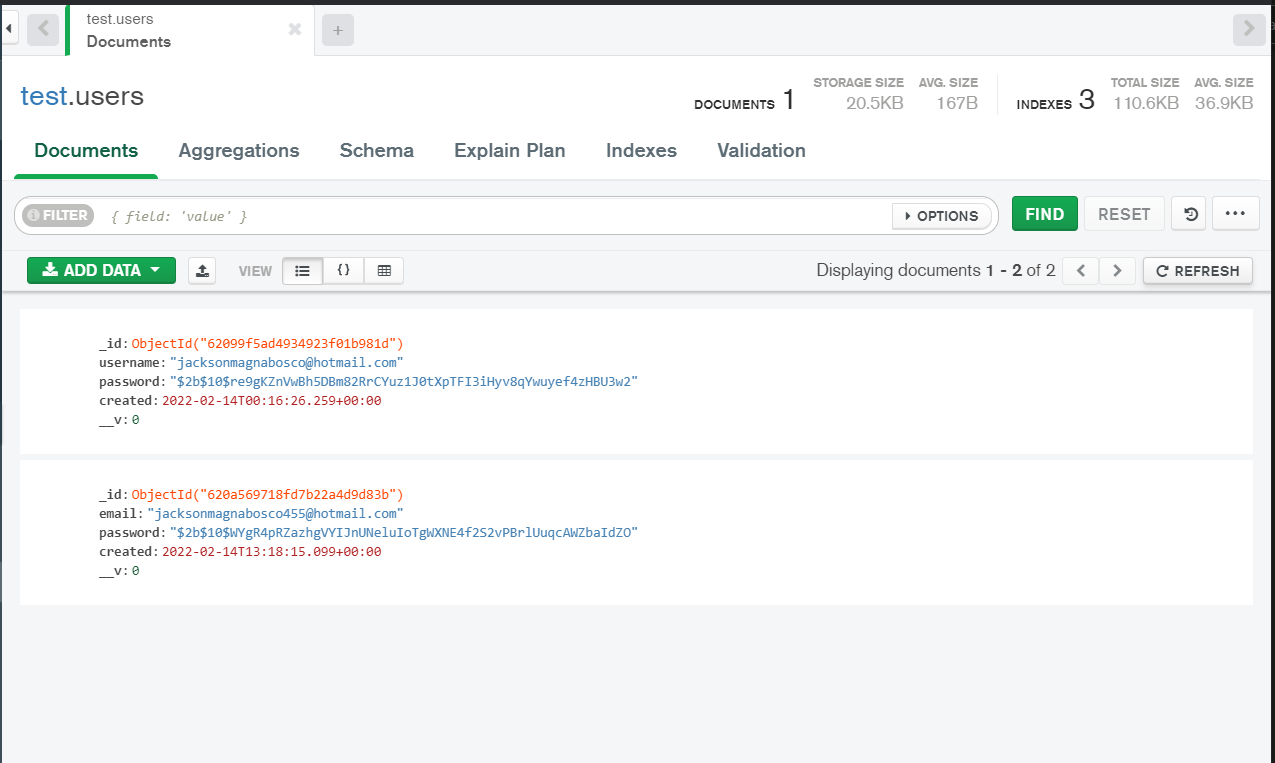 test.users
Documents
test.users
DOCUMENTS 1
STORAGE SIZE 20.5KB
AVG. SIZE 167B
INDEXES 3
TOTAL SIZE 110.6KB
AVG. SIZE 36.9KB
Documents Aggregations Schema Explain Plan Indexes Validation
FILTER { field: 'value' } OPTIONS FIND RESET
ADD DATA VIEW {} Displaying documents 1 - 2 of 2 REFRESH
_id: ObjectId("62099f5ad4934923f01b981d")
username: "jacksonmagnabosco@hotmail.com"
password: "$2b$10$re9gKZnVwBh5DBm82RrCYuz1J0tXpTFI3iHyv8qYwuyef4zHBU3w2"
created: 2022-02-14T00:16:26.259+00:00
__v: 0
_id: ObjectId("620a569718fd7b22a4d9d83b")
email: "jacksonmagnabosco455@hotmail.com"
password: "$2b$10$WYgR4pRZazhgVYIJnUNeluIoTgWXNE4f2S2vPBrlUuqcAWZbaIdZO"
created: 2022-02-14T13:18:15.099+00:00
__v: 0